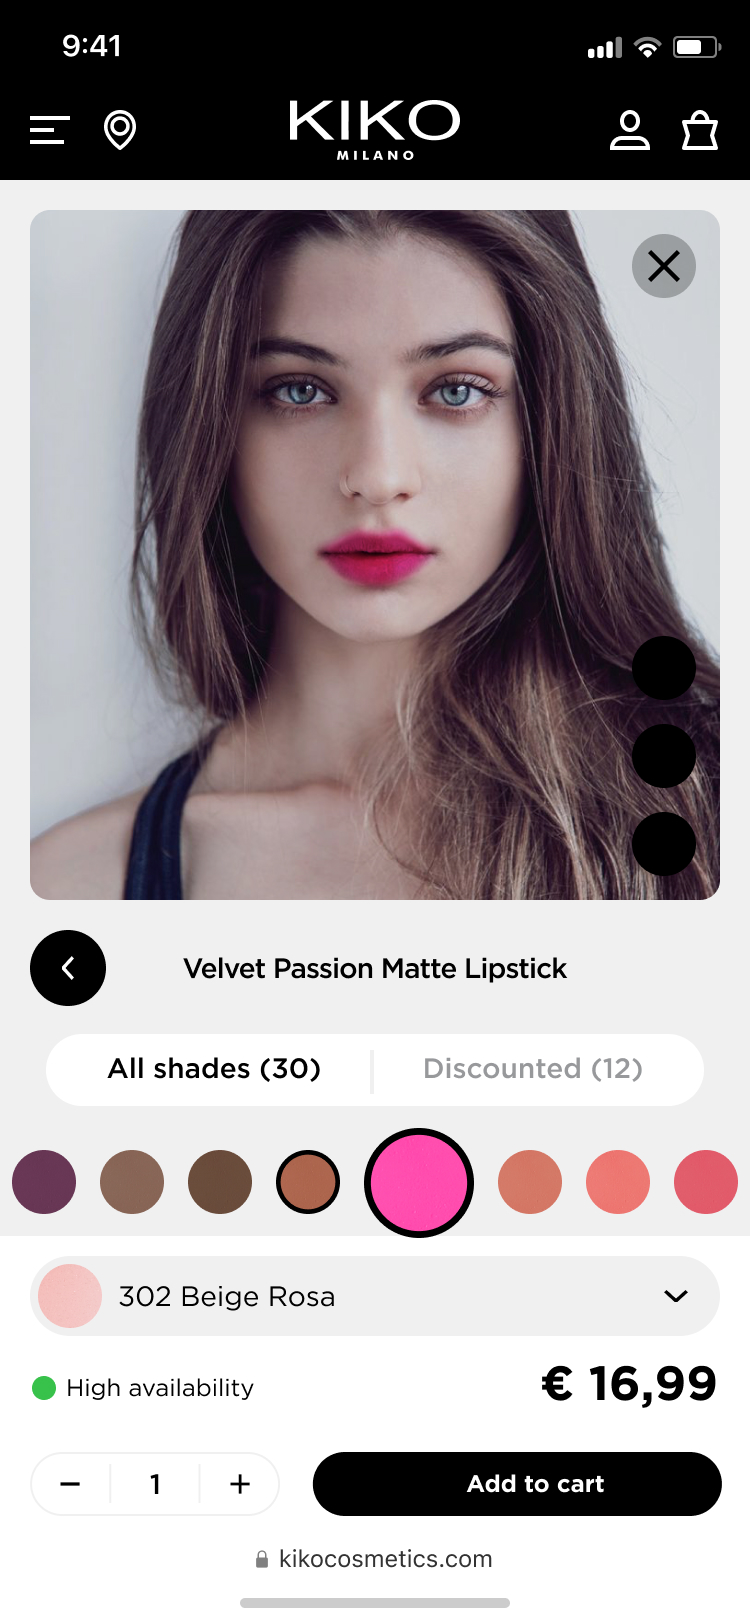 9:41
KIKO
MILANO
Velvet Passion Matte Lipstick
All shades (30)
Discounted (12)
302 Beige Rosa
High availability
€ 16,99
1
Add to cart
kikocosmetics.com